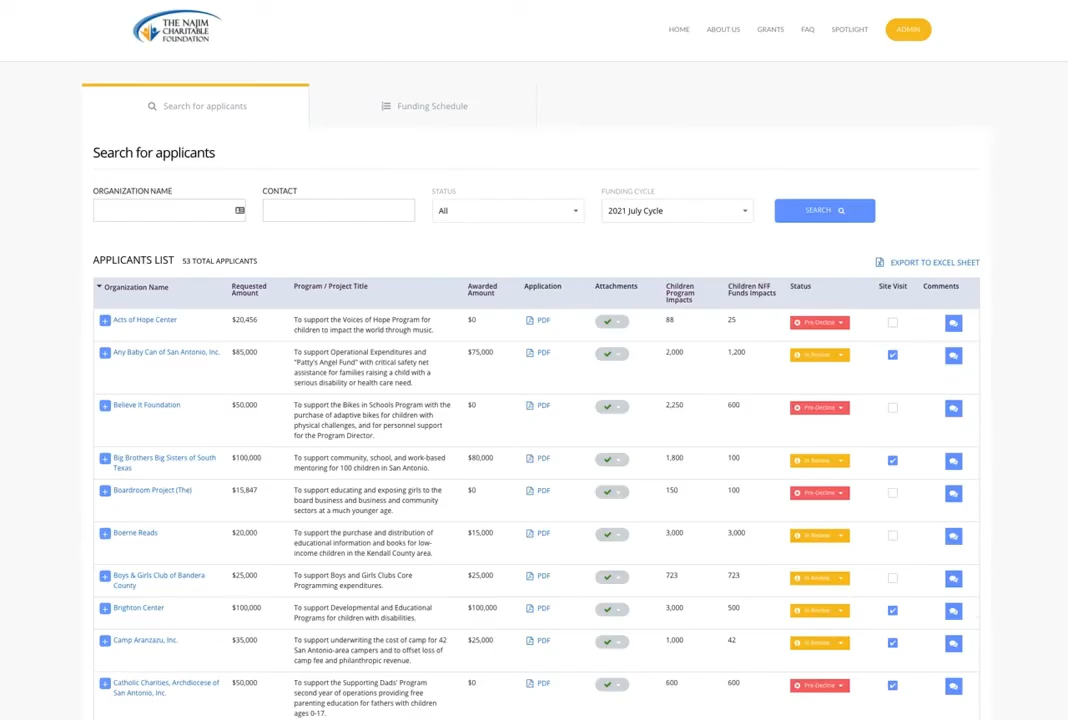 THE NAJIM
CHARITABLE
FOUNDATION
HOME ABOUT US GRANTS FAQ SPOTLIGHT ADMIN
Search for applicants Funding Schedule
Search for applicants
ORGANIZATION NAME CONTACT STATUS FUNDING CYCLE
All 2021 July Cycle SEARCH
APPLICANTS LIST 53 TOTAL APPLICANTS EXPORT TO EXCEL SHEET
Organization Name Requested Amount Program / Project Title Awarded Amount Application Attachments Children Program Impacts Children NFF Funds Impacts Status Site Visit Comments
Acts of Hope Center $20,456 To support the Voices of Hope Program for $0 PDF 88 25 Pre-Decline
children to impact the world through music.
Any Baby Can of San Antonio, Inc. $85,000 To support Operational Expenditures and $75,000 PDF 2,000 1,200 In Review
"Patty's Angel Fund" with critical safety net
assistance for families raising a child with a
serious disability or health care need.
Believe It Foundation $50,000 To support the Bikes in Schools Program with the $0 PDF 2,250 600 Pre-Decline
purchase of adaptive bikes for children with
physical challenges, and for personnel support
for the Program Director.
Big Brothers Big Sisters of South $100,000 To support community, school, and work-based $80,000 PDF 1,800 100 In Review
Texas mentoring for 100 children in San Antonio.
Boardroom Project (The) $15,847 To support educating and exposing girls to the $0 PDF 150 100 Pre-Decline
board business and business and community
sectors at a much younger age.
Boerne Reads $20,000 To support the purchase and distribution of $15,000 PDF 3,000 3,000 In Review
educational information and books for low-
income children in the Kendall County area.
Boys & Girls Club of Bandera $25,000 To support Boys and Girls Clubs Core $25,000 PDF 723 723 In Review
County Programming expenditures.
Brighton Center $100,000 To support Developmental and Educational $100,000 PDF 3,000 500 In Review
Programs for children with disabilities.
Camp Aranzazu, Inc. $35,000 To support underwriting the cost of camp for 42 $25,000 PDF 1,000 42 In Review
San Antonio-area campers and to offset loss of
camp fee and philanthropic revenue.
Catholic Charities, Archdiocese of $50,000 To support the Supporting Dads' Program $0 PDF 600 600 Pre-Decline
San Antonio, Inc. second year of operations providing free
parenting education for fathers with children
ages 0-17.